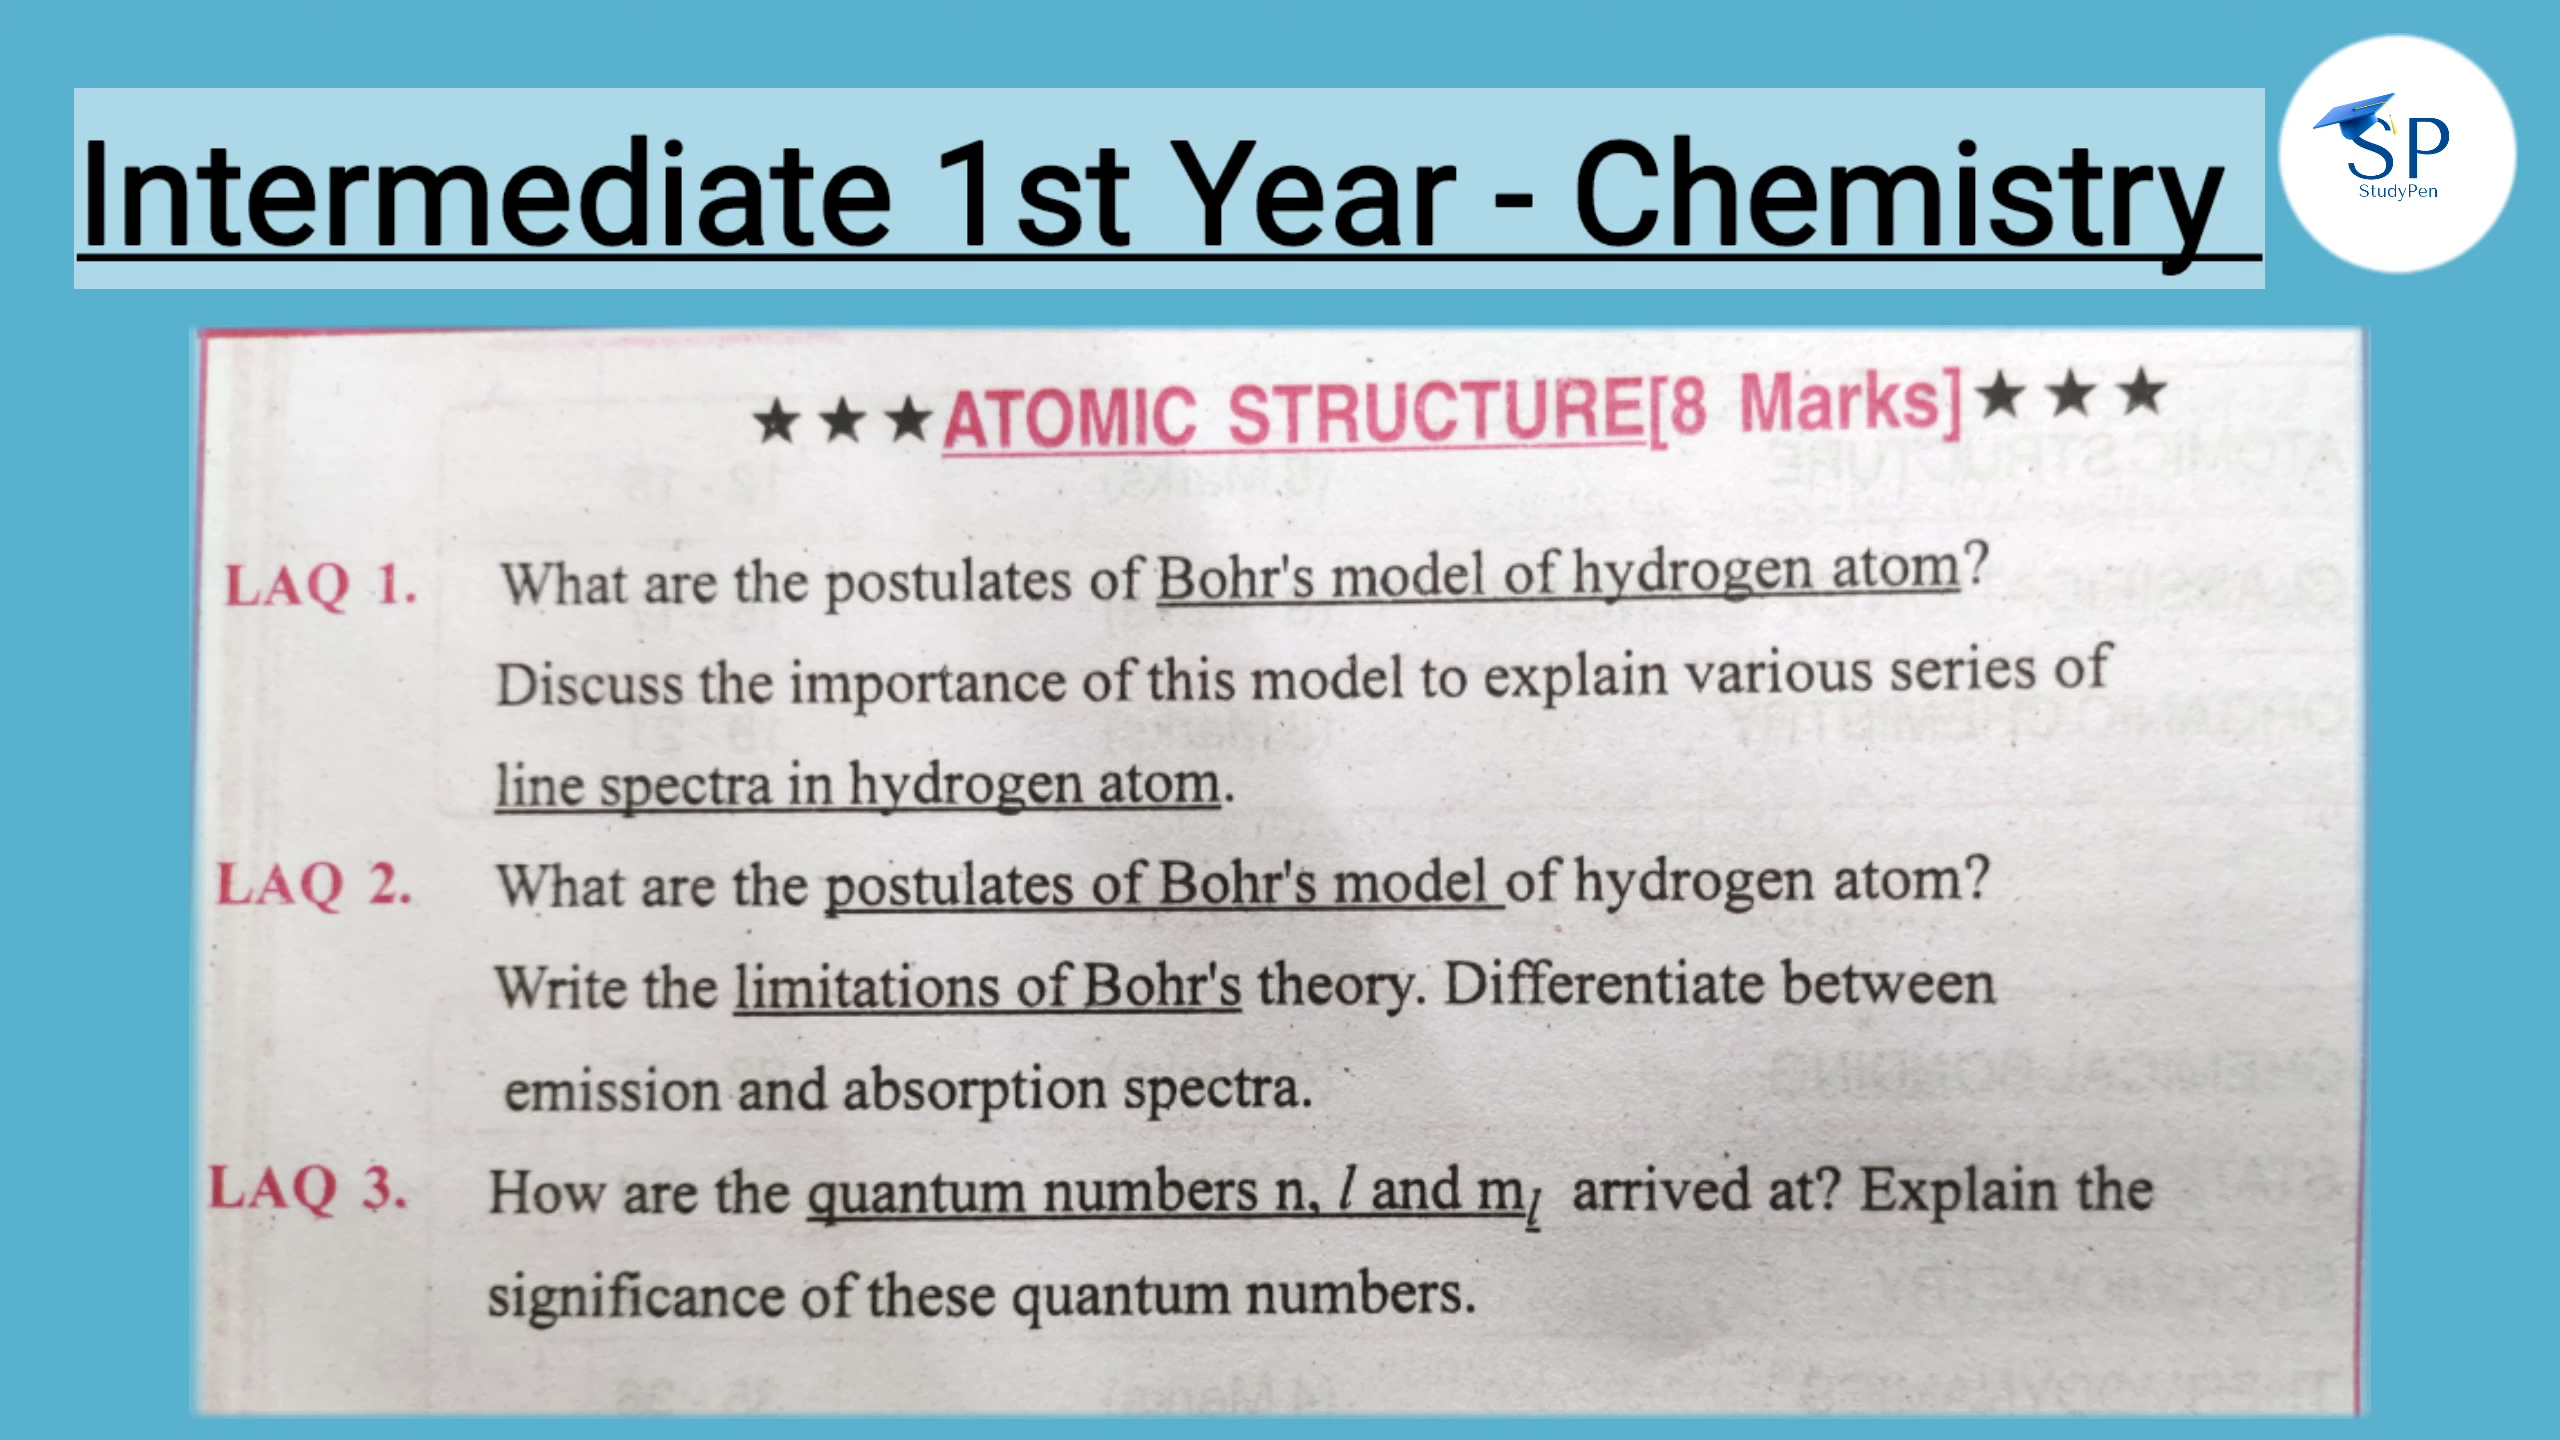 Intermediate 1st Year - Chemistry
SP
StudyPen
★★★ATOMIC STRUCTURE[8 Marks]★★★
LAQ 1. What are the postulates of Bohr's model of hydrogen atom?
Discuss the importance of this model to explain various series of
line spectra in hydrogen atom.
LAQ 2. What are the postulates of Bohr's model of hydrogen atom?
Write the limitations of Bohr's theory. Differentiate between
emission and absorption spectra.
LAQ 3. How are the quantum numbers n, l and mₗ arrived at? Explain the
significance of these quantum numbers.